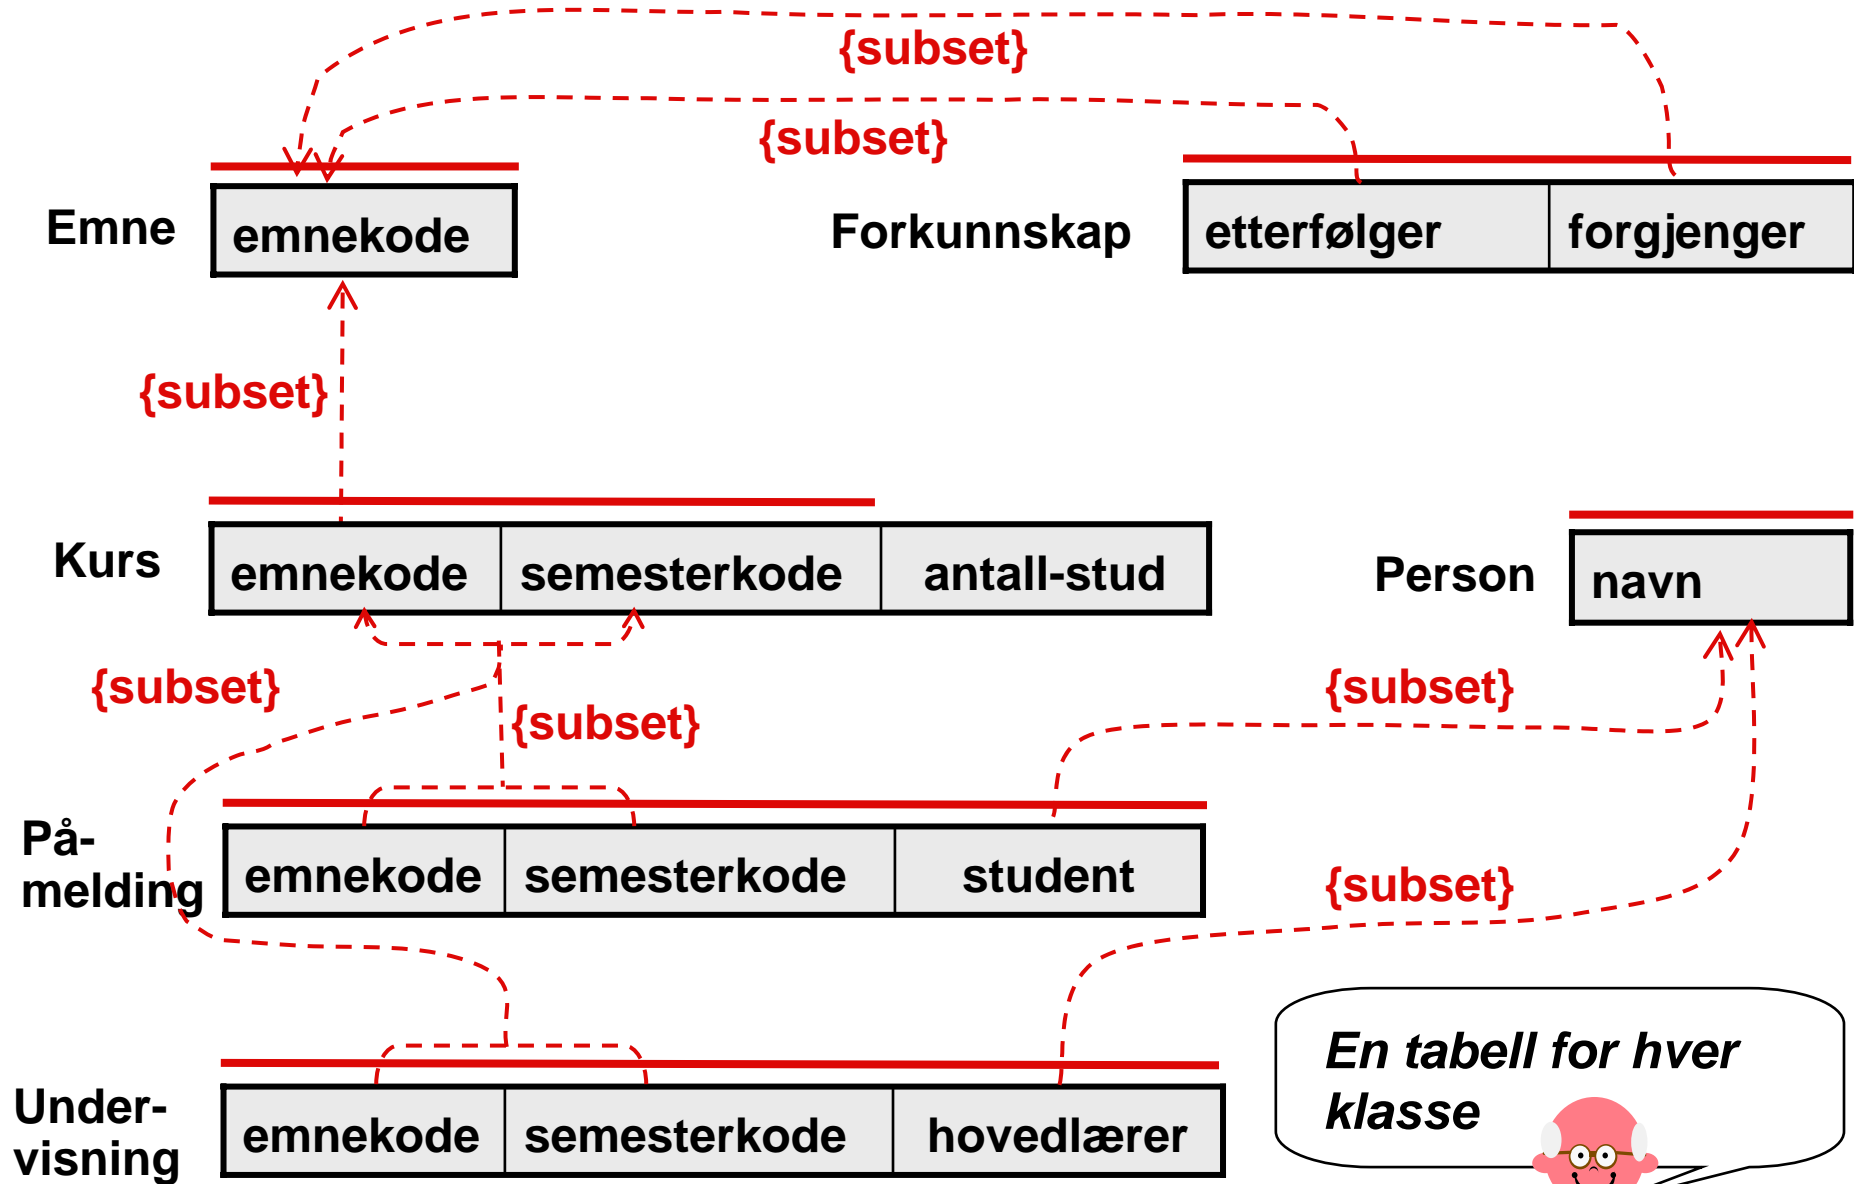 {subset}
{subset}
Emne
emnekode
Forkunnskap
etterfølger
forgjenger
{subset}
Kurs
emnekode
semesterkode
antall-stud
Person
navn
{subset}
{subset}
{subset}
På-
melding
emnekode
semesterkode
student
{subset}
Under-
visning
emnekode
semesterkode
hovedlærer
En tabell for hver
klasse